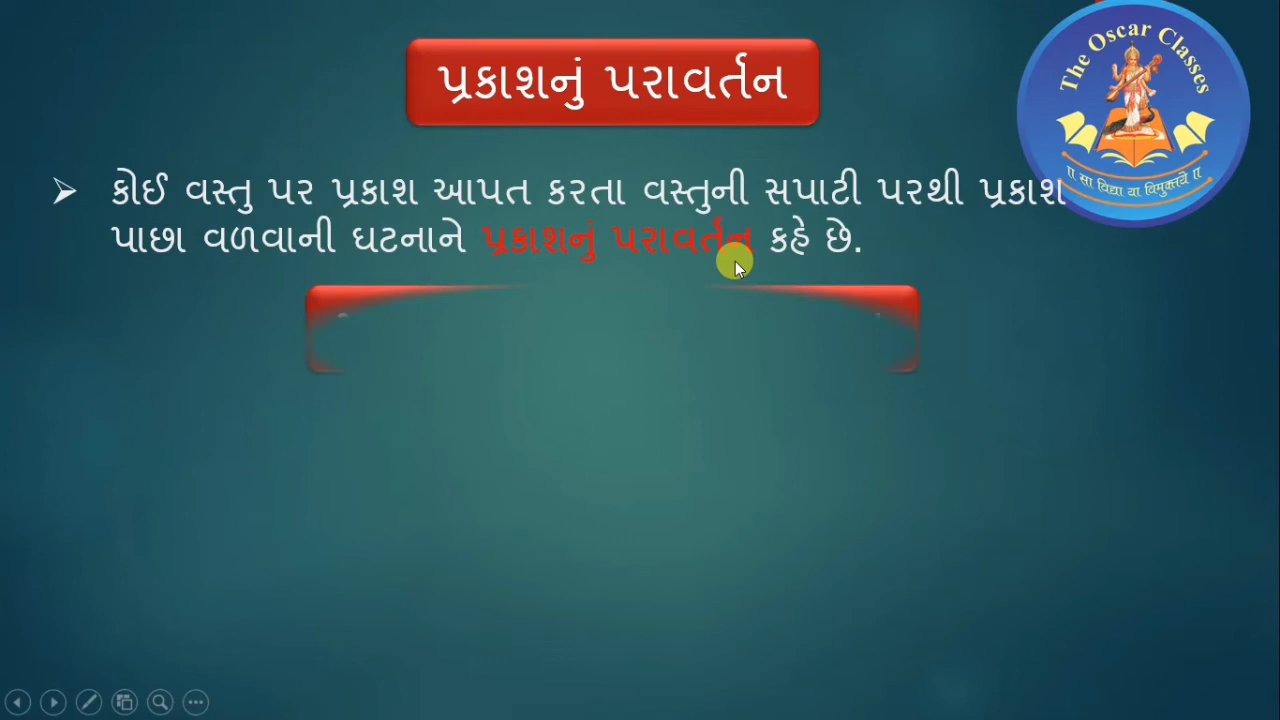 પ્રકાશનું પરાવર્તન
The Oscar Classes
॥ सा विद्या या विमुक्तये ॥
કોઈ વસ્તુ પર પ્રકાશ આપત કરતા વસ્તુની સપાટી પરથી પ્રકાશ
પાછા વળવાની ઘટનાને પ્રકાશનું પરાવર્તન કહે છે.